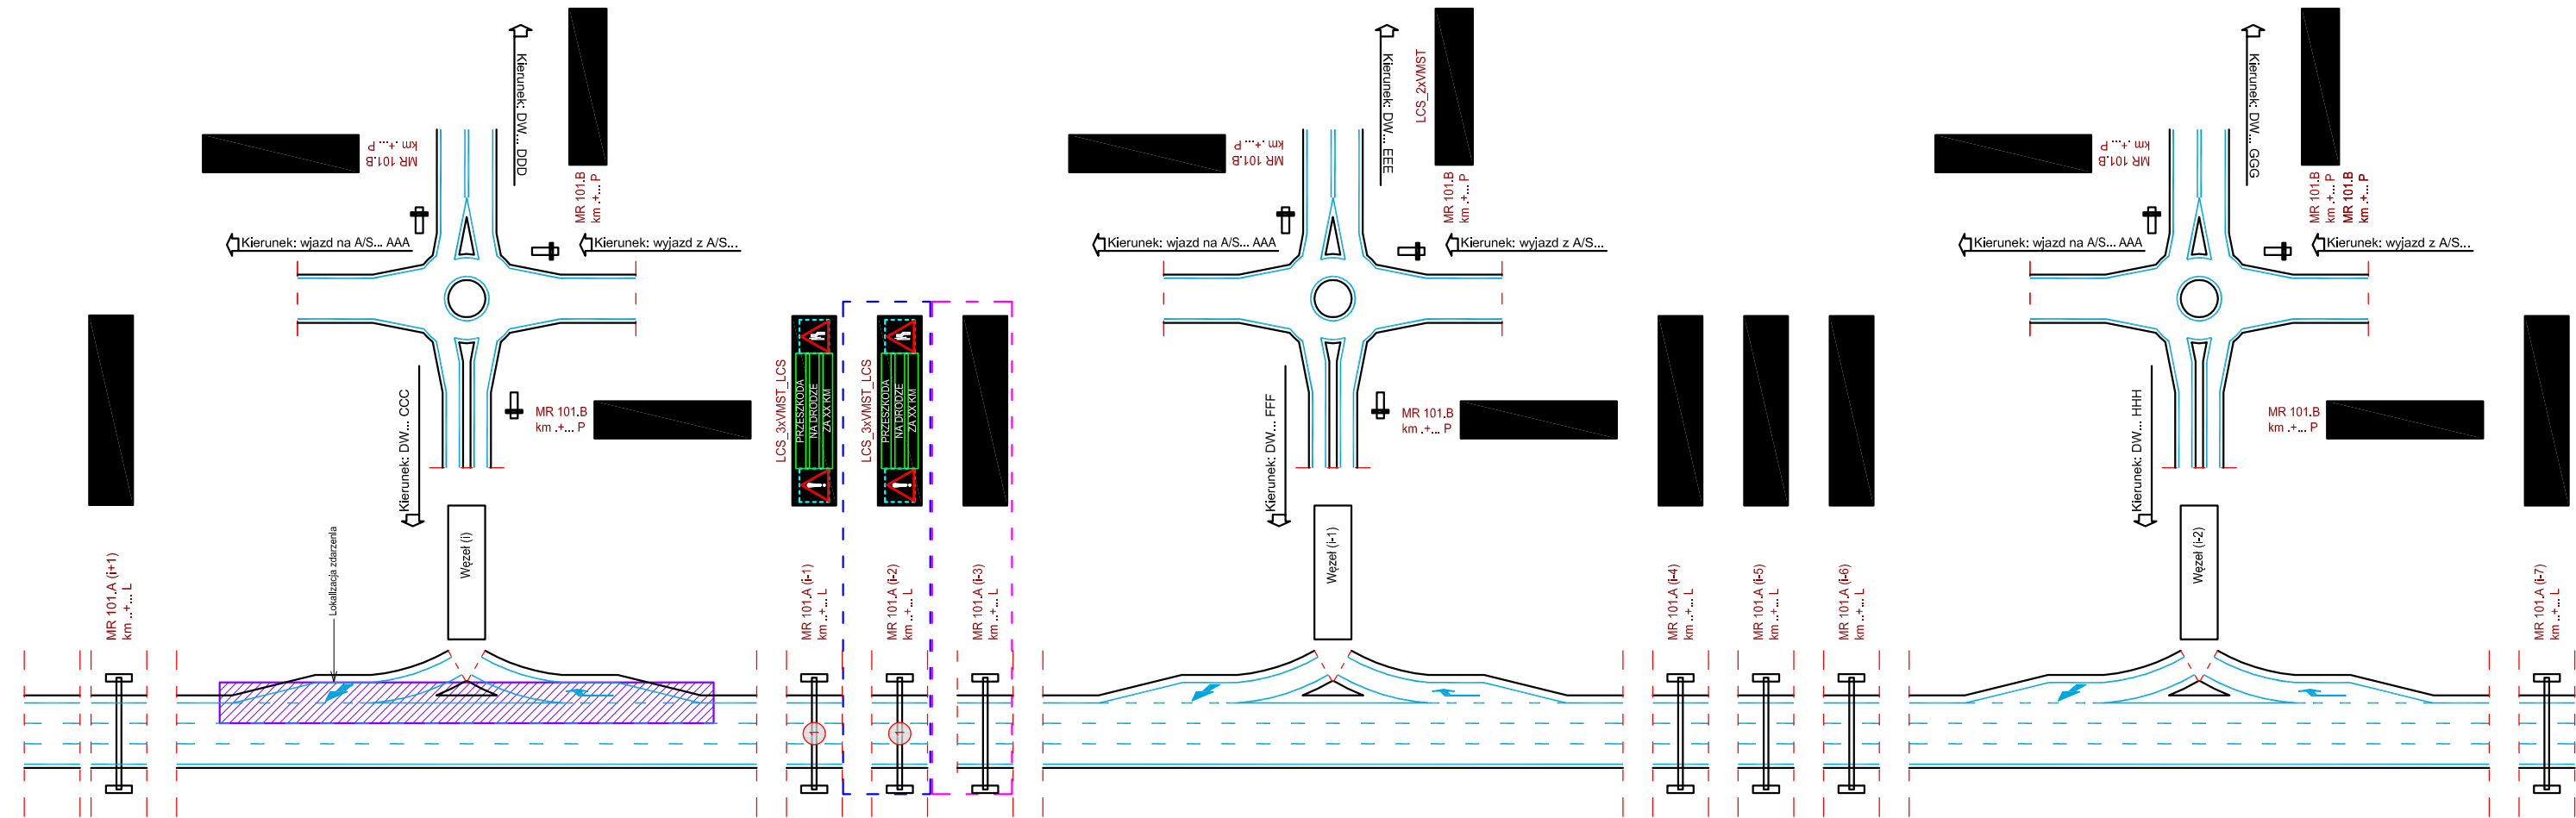 Kierunek: DW... DDD
MR 101.B
km .+... P
MR 101.B
km .+... P
Kierunek: wjazd na A/S... AAA
Kierunek: wyjazd z A/S...
Kierunek: DW... CCC
MR 101.B
km .+... P
Węzeł (i)
Lokalizacja zdarzenia
MR 101.A (i+1)
km ..+... L
LCS_3xVMST_LCS
PRZESZKODA
NA DRODZE
ZA XX KM
MR 101.A (i-1)
km ..+... L
1
LCS_3xVMST_LCS
PRZESZKODA
NA DRODZE
ZA XX KM
MR 101.A (i-2)
km ..+... L
1
MR 101.A (i-3)
km ..+... L
Kierunek: DW... EEE
LCS_2xVMST
MR 101.B
km .+... P
MR 101.B
km .+... P
Kierunek: wjazd na A/S... AAA
Kierunek: wyjazd z A/S...
Kierunek: DW... FFF
MR 101.B
km .+... P
Węzeł (i-1)
MR 101.A (i-4)
km ..+... L
MR 101.A (i-5)
km ..+... L
MR 101.A (i-6)
km ..+... L
Kierunek: DW... GGG
MR 101.B
km .+... P
MR 101.B
km .+... P
MR 101.B
km .+... P
Kierunek: wjazd na A/S... AAA
Kierunek: wyjazd z A/S...
Kierunek: DW... HHH
MR 101.B
km .+... P
Węzeł (i-2)
MR 101.A (i-7)
km ..+... L